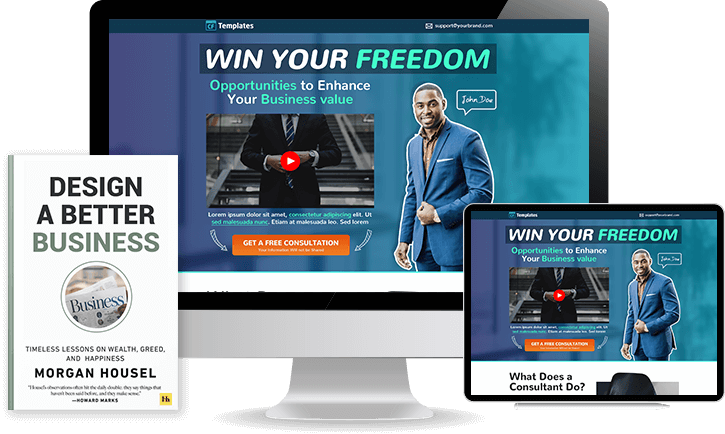 CF Templates
support@yourbrand.com
WIN YOUR FREEDOM
Opportunities to Enhance
Your Business value
John Doe
Lorem ipsum dolor sit amet, consectetur adipiscing elit. Ut
sed malesuada nunc. Etiam at malesuada leo. Sed lorem
GET A FREE CONSULTATION
Your Information Will not be Shared
DESIGN
A BETTER
BUSINESS
Business
TIMELESS LESSONS ON WEALTH, GREED,
AND HAPPINESS
MORGAN HOUSEL
"Housel's observations often hit the daily double: they say things that
haven't been said before, and they make sense."
—HOWARD MARKS
hh
Templates
support@yourbrand.com
WIN YOUR FREEDOM
Opportunities to Enhance
Your Business value
John Doe
Lorem ipsum dolor sit amet, consectetur adipiscing elit. Ut
sed malesuada nunc. Etiam at malesuada leo. Sed lorem
GET A FREE CONSULTATION
What Does a
Consultant Do?